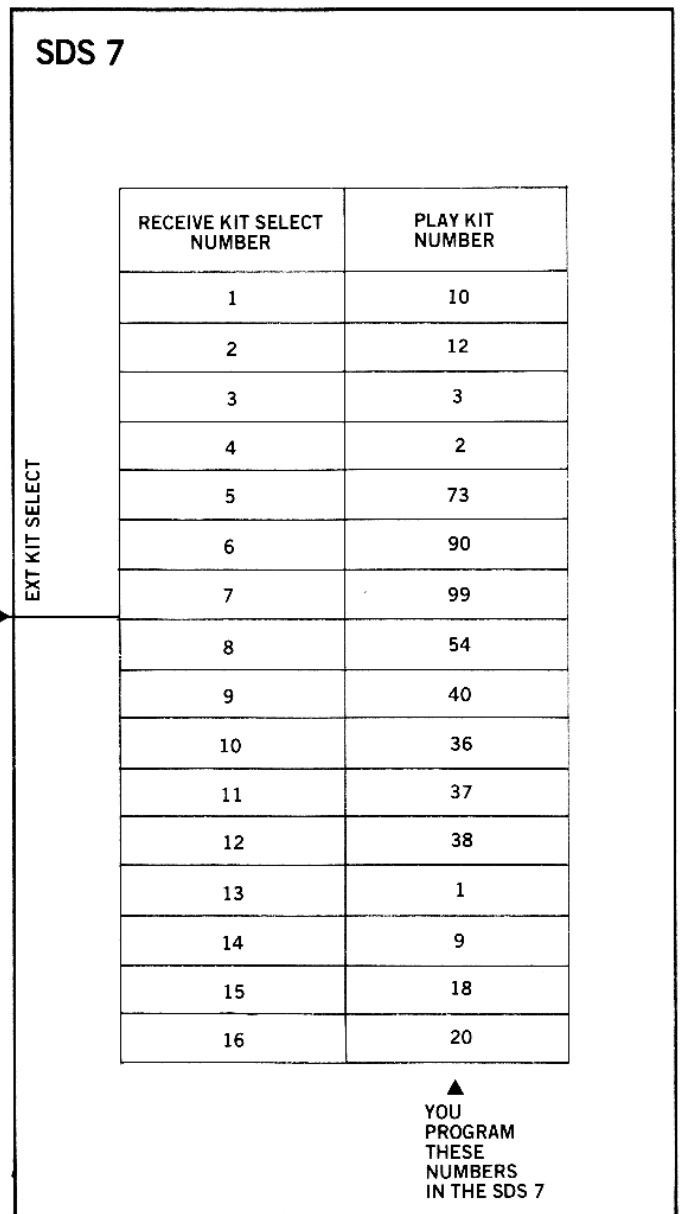 SDS 7
RECEIVE KIT SELECT
NUMBER
PLAY KIT
NUMBER
1 10
2 12
3 3
4 2
5 73
6 90
7 99
8 54
9 40
10 36
11 37
12 38
13 1
14 9
15 18
16 20
EXT KIT SELECT
YOU
PROGRAM
THESE
NUMBERS
IN THE SDS 7